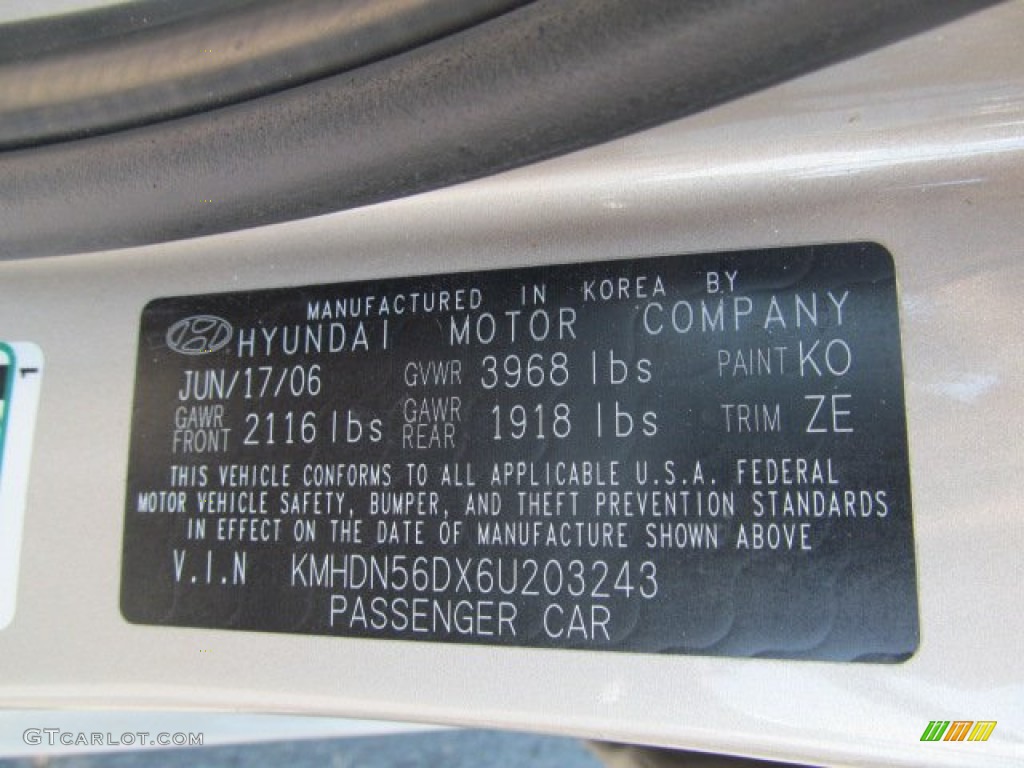 MANUFACTURED IN KOREA BY
HYUNDAI MOTOR COMPANY
JUN/17/06 GVWR 3968 lbs PAINT KO
GAWR FRONT 2116 lbs GAWR REAR 1918 lbs TRIM ZE
THIS VEHICLE CONFORMS TO ALL APPLICABLE U.S.A. FEDERAL
MOTOR VEHICLE SAFETY, BUMPER, AND THEFT PREVENTION STANDARDS
IN EFFECT ON THE DATE OF MANUFACTURE SHOWN ABOVE
V.I.N KMHDN56DX6U203243
PASSENGER CAR
1
GTCARLOT.COM